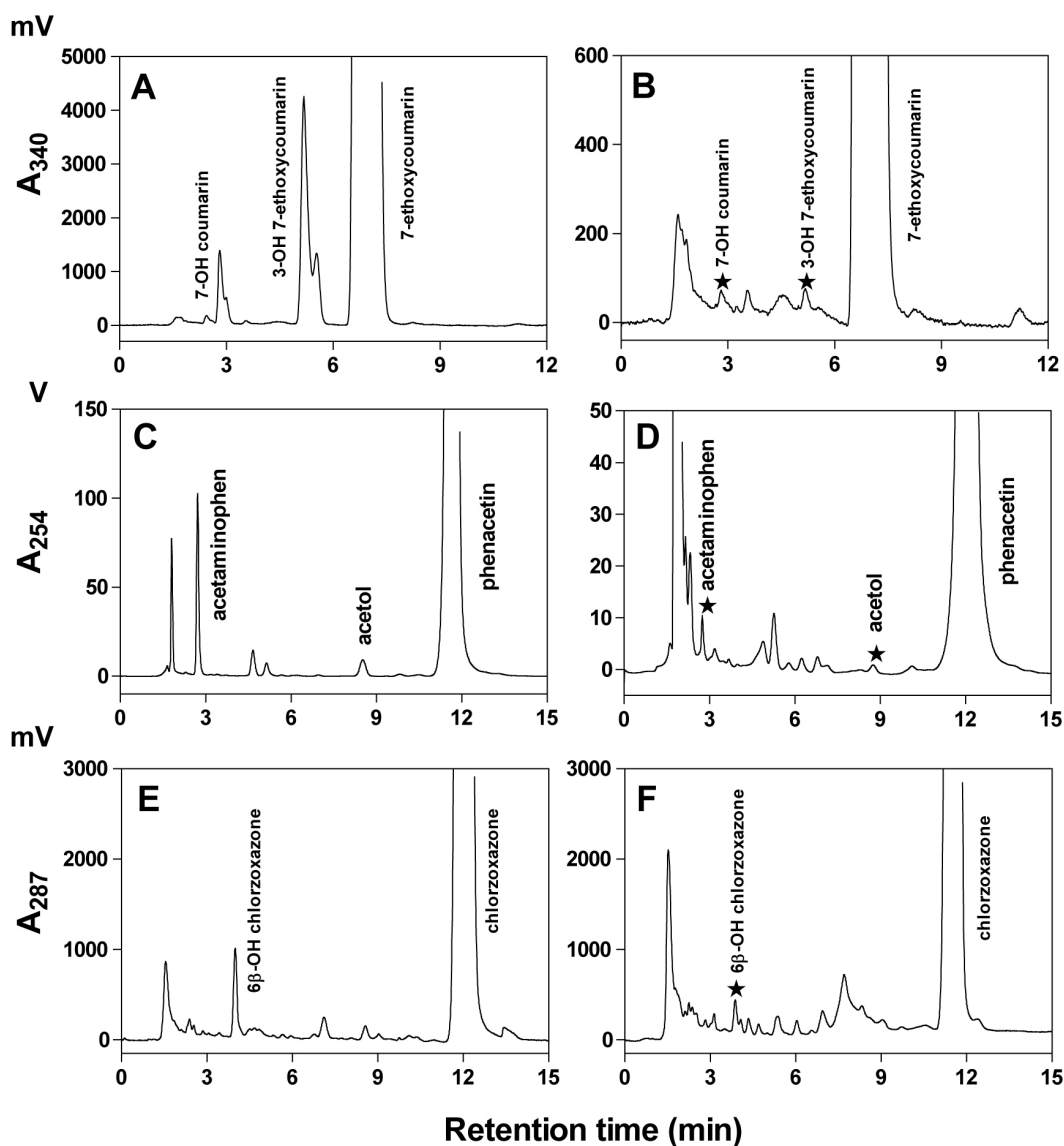 mV
A
5000
4000
3000
2000
1000
0
A340
7-OH coumarin
3-OH 7-ethoxycoumarin
7-ethoxycoumarin
0 3 6 9 12
B
600
400
200
0
★ 7-OH coumarin
★ 3-OH 7-ethoxycoumarin
7-ethoxycoumarin
0 3 6 9 12
V
C
150
100
50
0
A254
acetaminophen
acetol
phenacetin
0 3 6 9 12 15
D
50
40
30
20
10
0
★ acetaminophen
★ acetol
phenacetin
0 3 6 9 12 15
mV
E
3000
2000
1000
0
A287
6β-OH chlorzoxazone
chlorzoxazone
0 3 6 9 12 15
F
3000
2000
1000
0
★ 6β-OH chlorzoxazone
chlorzoxazone
0 3 6 9 12 15
Retention time (min)